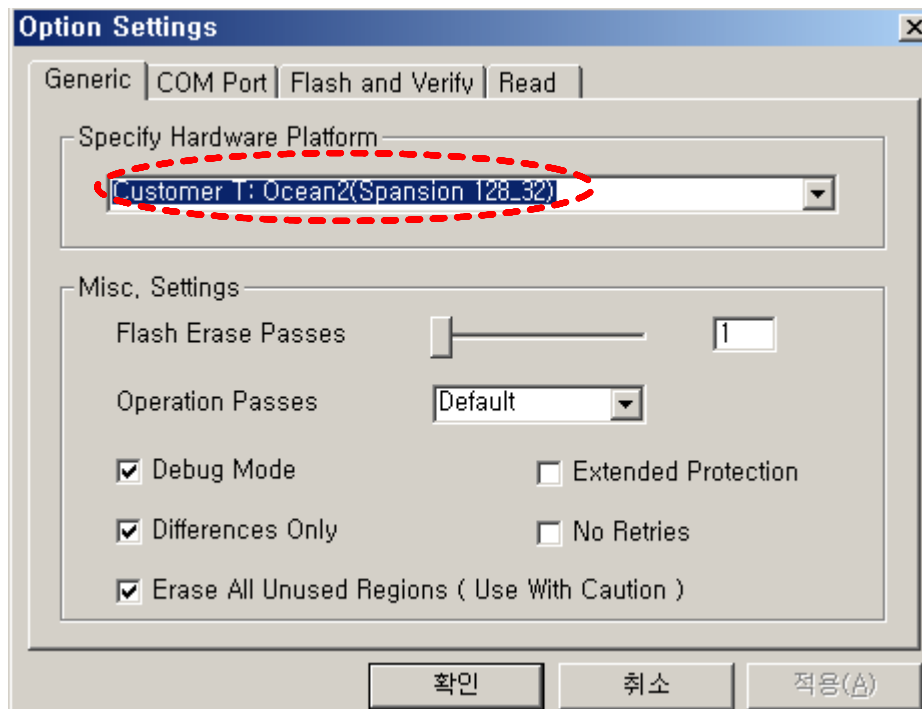 Option Settings
Generic COM Port Flash and Verify Read
Specify Hardware Platform
Customer T: Ocean2(Spansion 128_32)
Misc. Settings
Flash Erase Passes 1
Operation Passes Default
Debug Mode Extended Protection
Differences Only No Retries
Erase All Unused Regions ( Use With Caution )
확인 취소 적용(A)